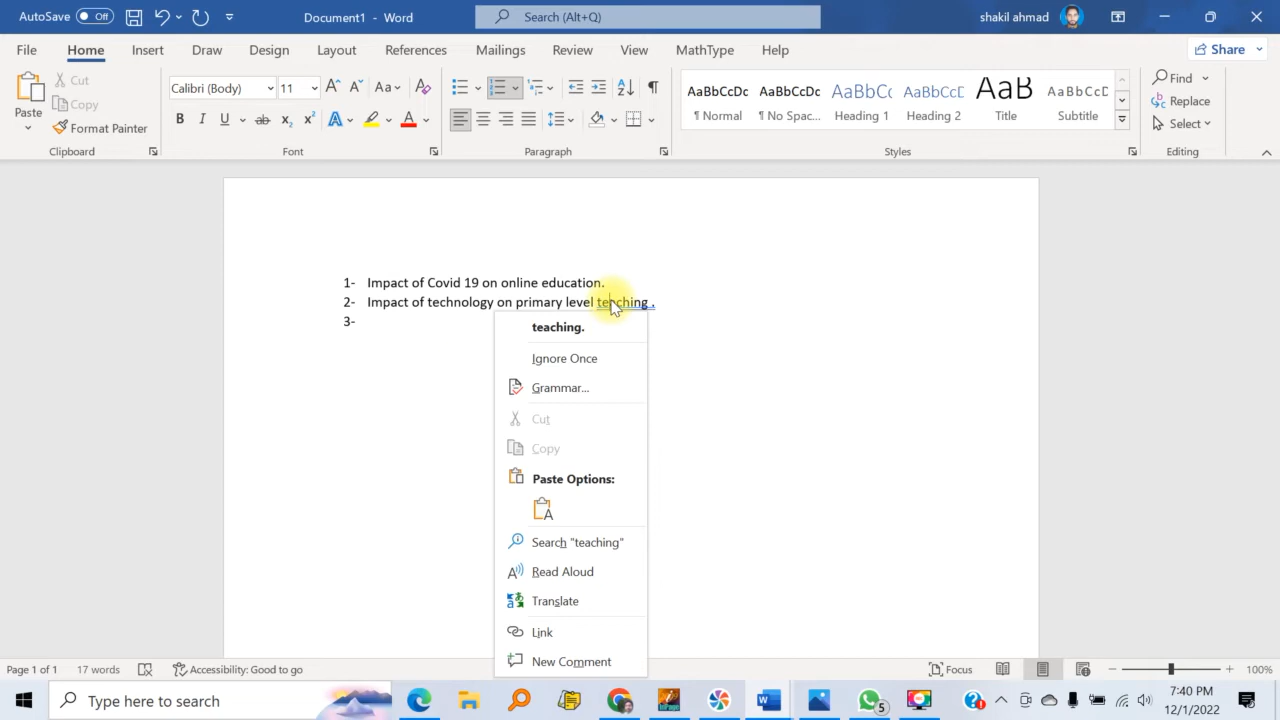 AutoSave Off Document1 - Word Search (Alt+Q) shakil ahmad
File Home Insert Draw Design Layout References Mailings Review View MathType Help Share
Paste Cut Copy Format Painter
Clipboard
Calibri (Body) 11 Aa
B I U ab x₂ x² A A
Font
Paragraph
AaBbCcDc AaBbCcDc AaBbCc AaBbCcD AaB AaBbCcD
¶ Normal ¶ No Spac... Heading 1 Heading 2 Title Subtitle
Styles
Find
Replace
Select
Editing
1- Impact of Covid 19 on online education.
2- Impact of technology on primary level teaching .
3-
teaching.
Ignore Once
Grammar...
Cut
Copy
Paste Options:
Search "teaching"
Read Aloud
Translate
Link
New Comment
Page 1 of 1 17 words Accessibility: Good to go Focus 100%
Type here to search 5 7:40 PM
12/1/2022